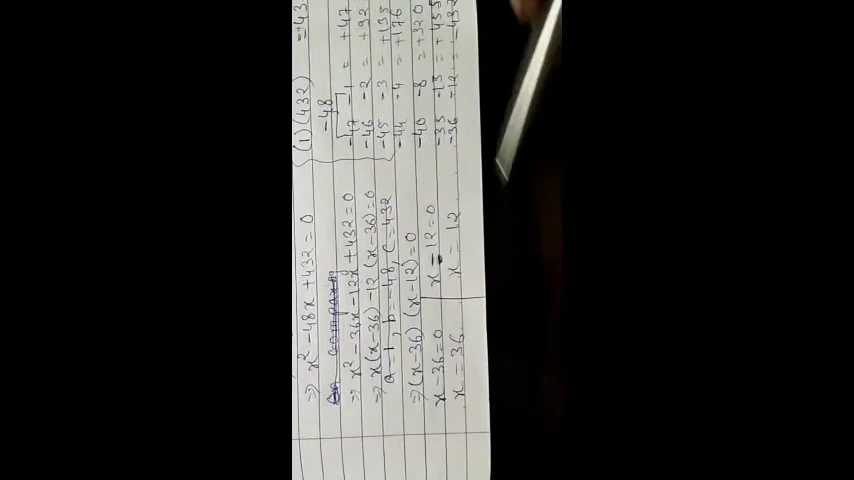 ⇒ x² - 48x + 432 = 0
⇒ x² - 36x - 12x + 432 = 0
⇒ x(x-36) - 12(x-36) = 0
a = 1, b = -48, c = 432
⇒ (x-36) (x-12) = 0
x - 36 = 0 x - 12 = 0
x = 36. x = 12
(1)(432) = +43
-48
-47 -1 = +47
-46 -2 = +92
-45 -3 = +135
-44 -4 = +176
-40 -8 = +320
-35 -13 = +455
-36 +12 = -432